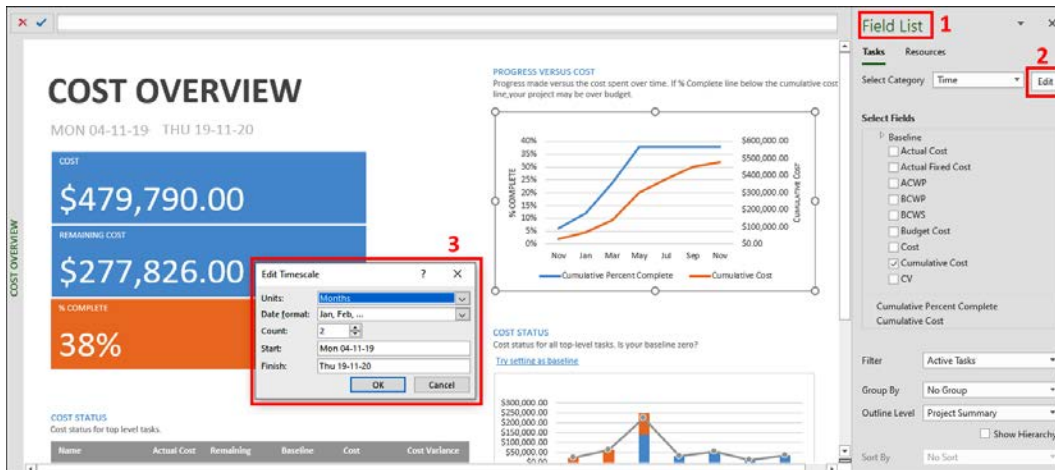 COST OVERVIEW
COST OVERVIEW
MON 04-11-19 THU 19-11-20
COST
$479,790.00
REMAINING COST
$277,826.00
% COMPLETE
38%
COST STATUS
Cost status for top level tasks.
Name Actual Cost Remaining Baseline Cost Cost Variance
3
Edit Timescale ? X
Units: Months
Date format: Jan, Feb, ...
Count: 2
Start: Mon 04-11-19
Finish: Thu 19-11-20
OK Cancel
PROGRESS VERSUS COST
Progress made versus the cost spent over time. If % Complete line below the cumulative cost
line, your project may be over budget.
% COMPLETE
40%
35%
30%
25%
20%
15%
10%
5%
0%
$600,000.00
$500,000.00
$400,000.00
$300,000.00
$200,000.00
$100,000.00
$0.00
CUMULATIVE COST
Nov Jan Mar May Jul Sep Nov
Cumulative Percent Complete Cumulative Cost
COST STATUS
Cost status for all top-level tasks. Is your baseline zero?
Try setting as baseline
$300,000.00
$250,000.00
$200,000.00
$150,000.00
$100,000.00
$50,000.00
$0.00
Field List 1
Tasks Resources
2
Select Category Time Edit
Select Fields
Baseline
Actual Cost
Actual Fixed Cost
ACWP
BCWP
BCWS
Budget Cost
Cost
Cumulative Cost
CV
Cumulative Percent Complete
Cumulative Cost
Filter Active Tasks
Group By No Group
Outline Level Project Summary
Show Hierarchy
Sort By No Sort